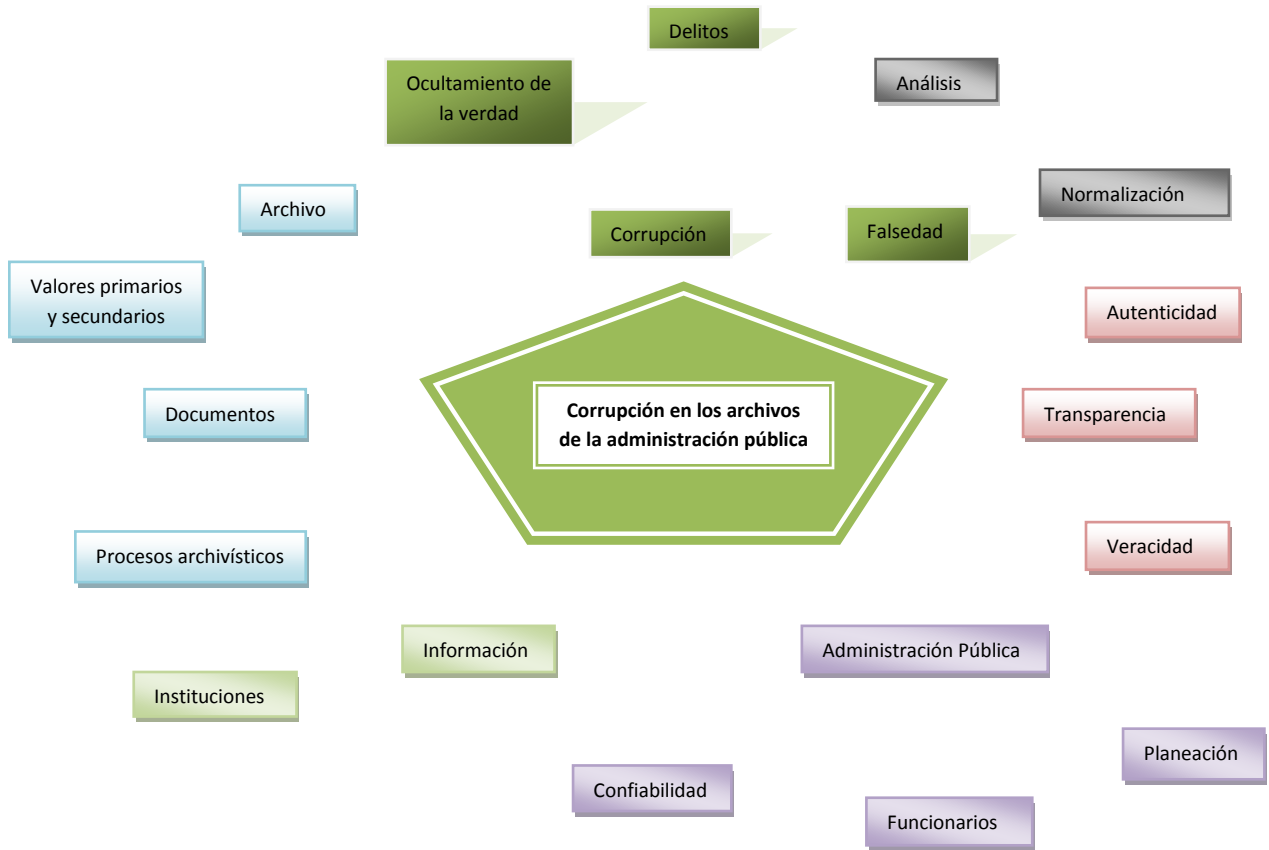 Delitos
Ocultamiento de
la verdad
Análisis
Normalización
Archivo
Corrupción
Falsedad
Valores primarios
y secundarios
Autenticidad
Documentos
Corrupción en los archivos
de la administración pública
Transparencia
Procesos archivísticos
Veracidad
Información
Administración Pública
Instituciones
Planeación
Confiabilidad
Funcionarios